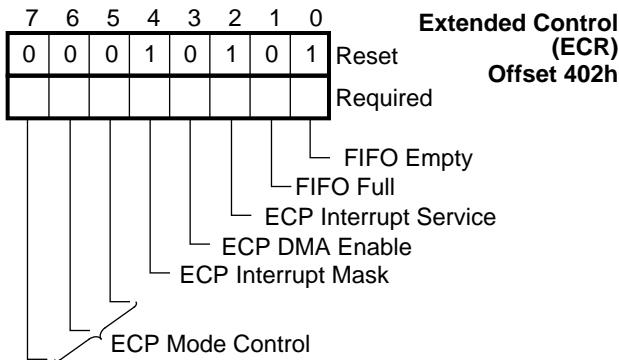 7 6 5 4 3 2 1 0
Extended Control
(ECR)
Offset 402h
0 0 0 1 0 1 0 1 Reset
Required
FIFO Empty
FIFO Full
ECP Interrupt Service
ECP DMA Enable
ECP Interrupt Mask
ECP Mode Control